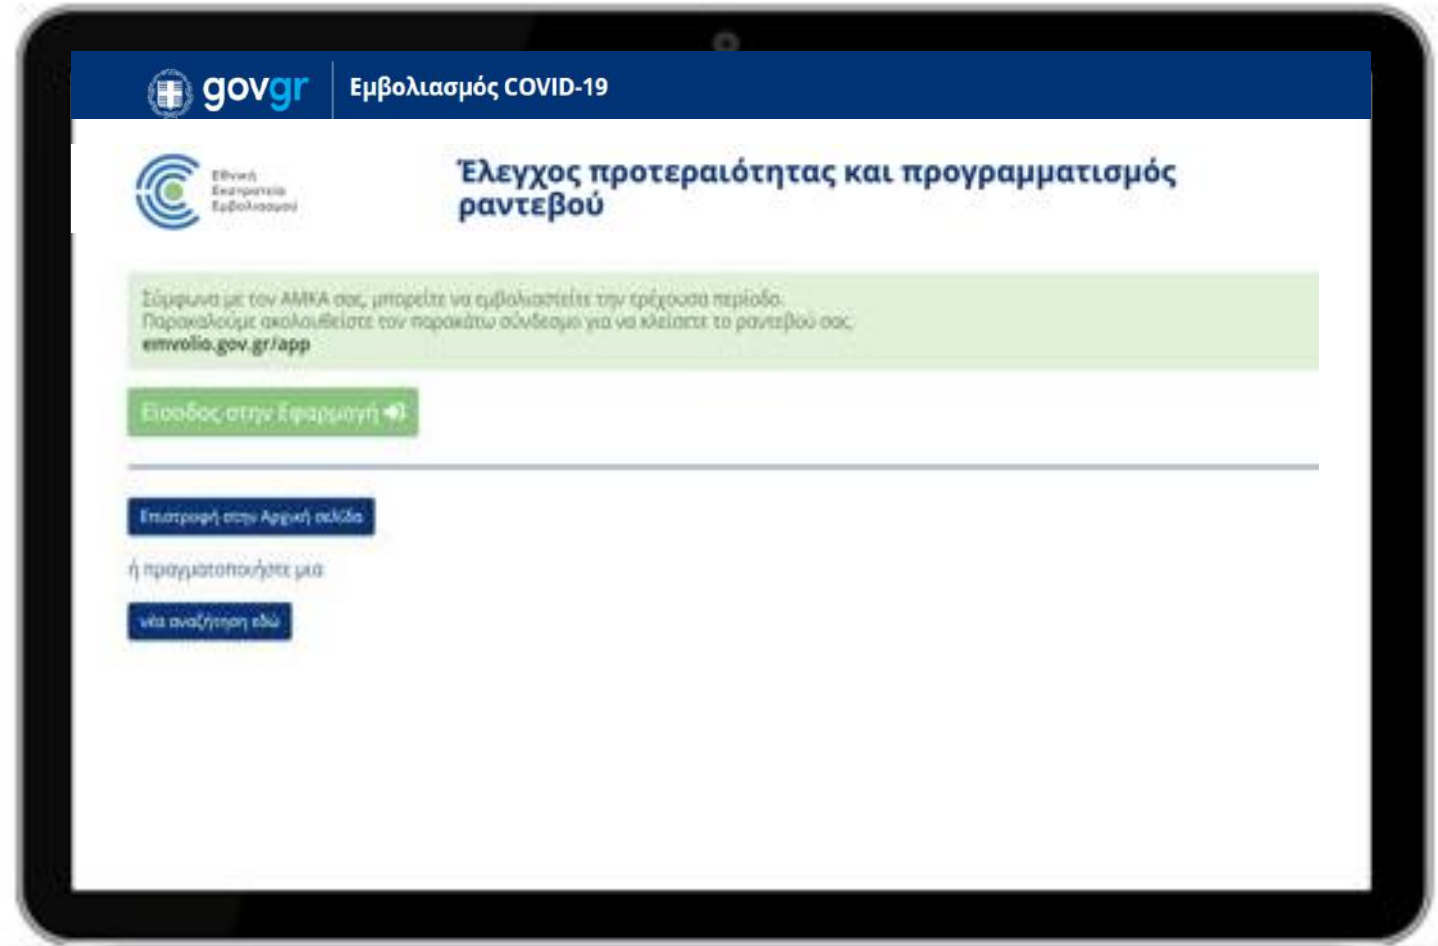 govgr
Εμβολιασμός COVID-19
Εθνική
Εκστρατεία
Εμβολιασμού
Έλεγχος προτεραιότητας και προγραμματισμός
ραντεβού
Σύμφωνα με τον ΑΜΚΑ σας, μπορείτε να εμβολιαστείτε την τρέχουσα περίοδο.
Παρακαλούμε ακολουθείστε τον παρακάτω σύνδεσμο για να κλείσετε το ραντεβού σας.
emvolio.gov.gr/app
Είσοδος στην Εφαρμογή
Επιστροφή στην Αρχική σελίδα
ή πραγματοποιήστε μια
νέα αναζήτηση εδώ